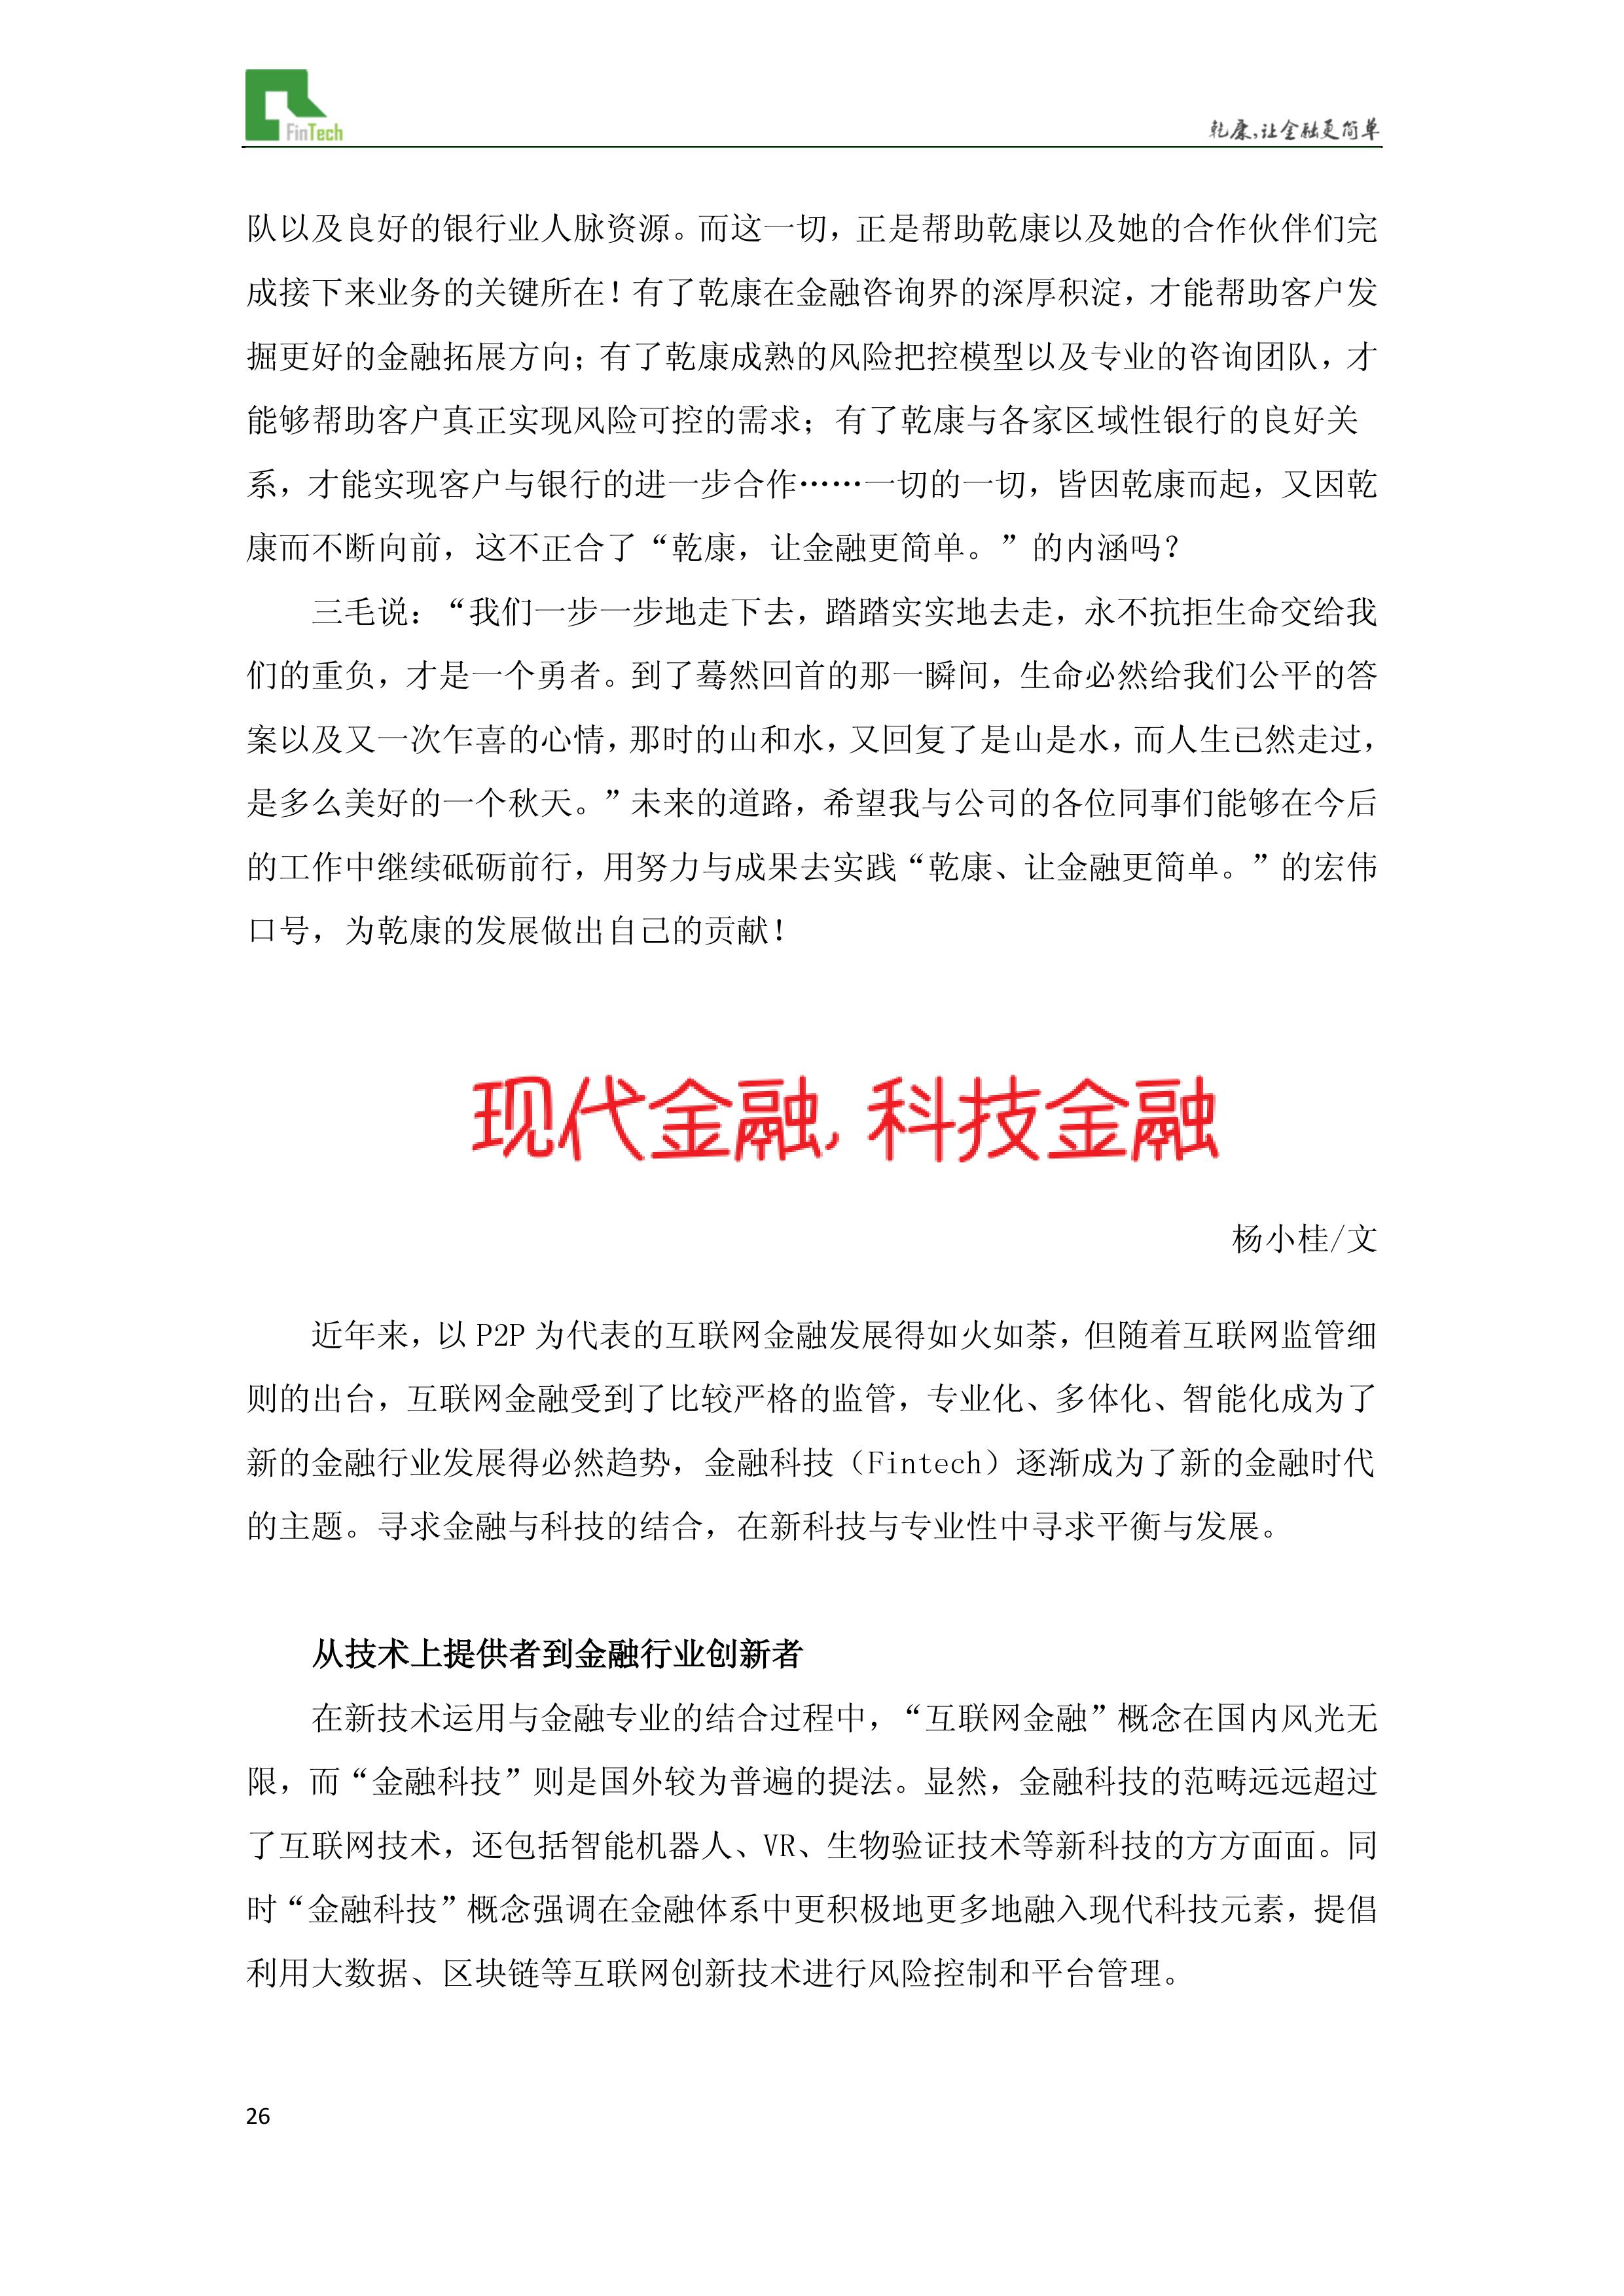 FinTech
乾康,让金融更简单
队以及良好的银行业人脉资源。而这一切，正是帮助乾康以及她的合作伙伴们完
成接下来业务的关键所在！有了乾康在金融咨询界的深厚积淀，才能帮助客户发
掘更好的金融拓展方向；有了乾康成熟的风险把控模型以及专业的咨询团队，才
能够帮助客户真正实现风险可控的需求；有了乾康与各家区域性银行的良好关
系，才能实现客户与银行的进一步合作……一切的一切，皆因乾康而起，又因乾
康而不断向前，这不正合了“乾康，让金融更简单。”的内涵吗？
三毛说：“我们一步一步地走下去，踏踏实实地去走，永不抗拒生命交给我
们的重负，才是一个勇者。到了蓦然回首的那一瞬间，生命必然给我们公平的答
案以及又一次乍喜的心情，那时的山和水，又回复了是山是水，而人生已然走过，
是多么美好的一个秋天。”未来的道路，希望我与公司的各位同事们能够在今后
的工作中继续砥砺前行，用努力与成果去实践“乾康、让金融更简单。”的宏伟
口号，为乾康的发展做出自己的贡献！
现代金融,科技金融
杨小桂/文
近年来，以 P2P 为代表的互联网金融发展得如火如荼，但随着互联网监管细
则的出台，互联网金融受到了比较严格的监管，专业化、多体化、智能化成为了
新的金融行业发展得必然趋势，金融科技（Fintech）逐渐成为了新的金融时代
的主题。寻求金融与科技的结合，在新科技与专业性中寻求平衡与发展。
从技术上提供者到金融行业创新者
在新技术运用与金融专业的结合过程中，“互联网金融”概念在国内风光无
限，而“金融科技”则是国外较为普遍的提法。显然，金融科技的范畴远远超过
了互联网技术，还包括智能机器人、VR、生物验证技术等新科技的方方面面。同
时“金融科技”概念强调在金融体系中更积极地更多地融入现代科技元素，提倡
利用大数据、区块链等互联网创新技术进行风险控制和平台管理。
26